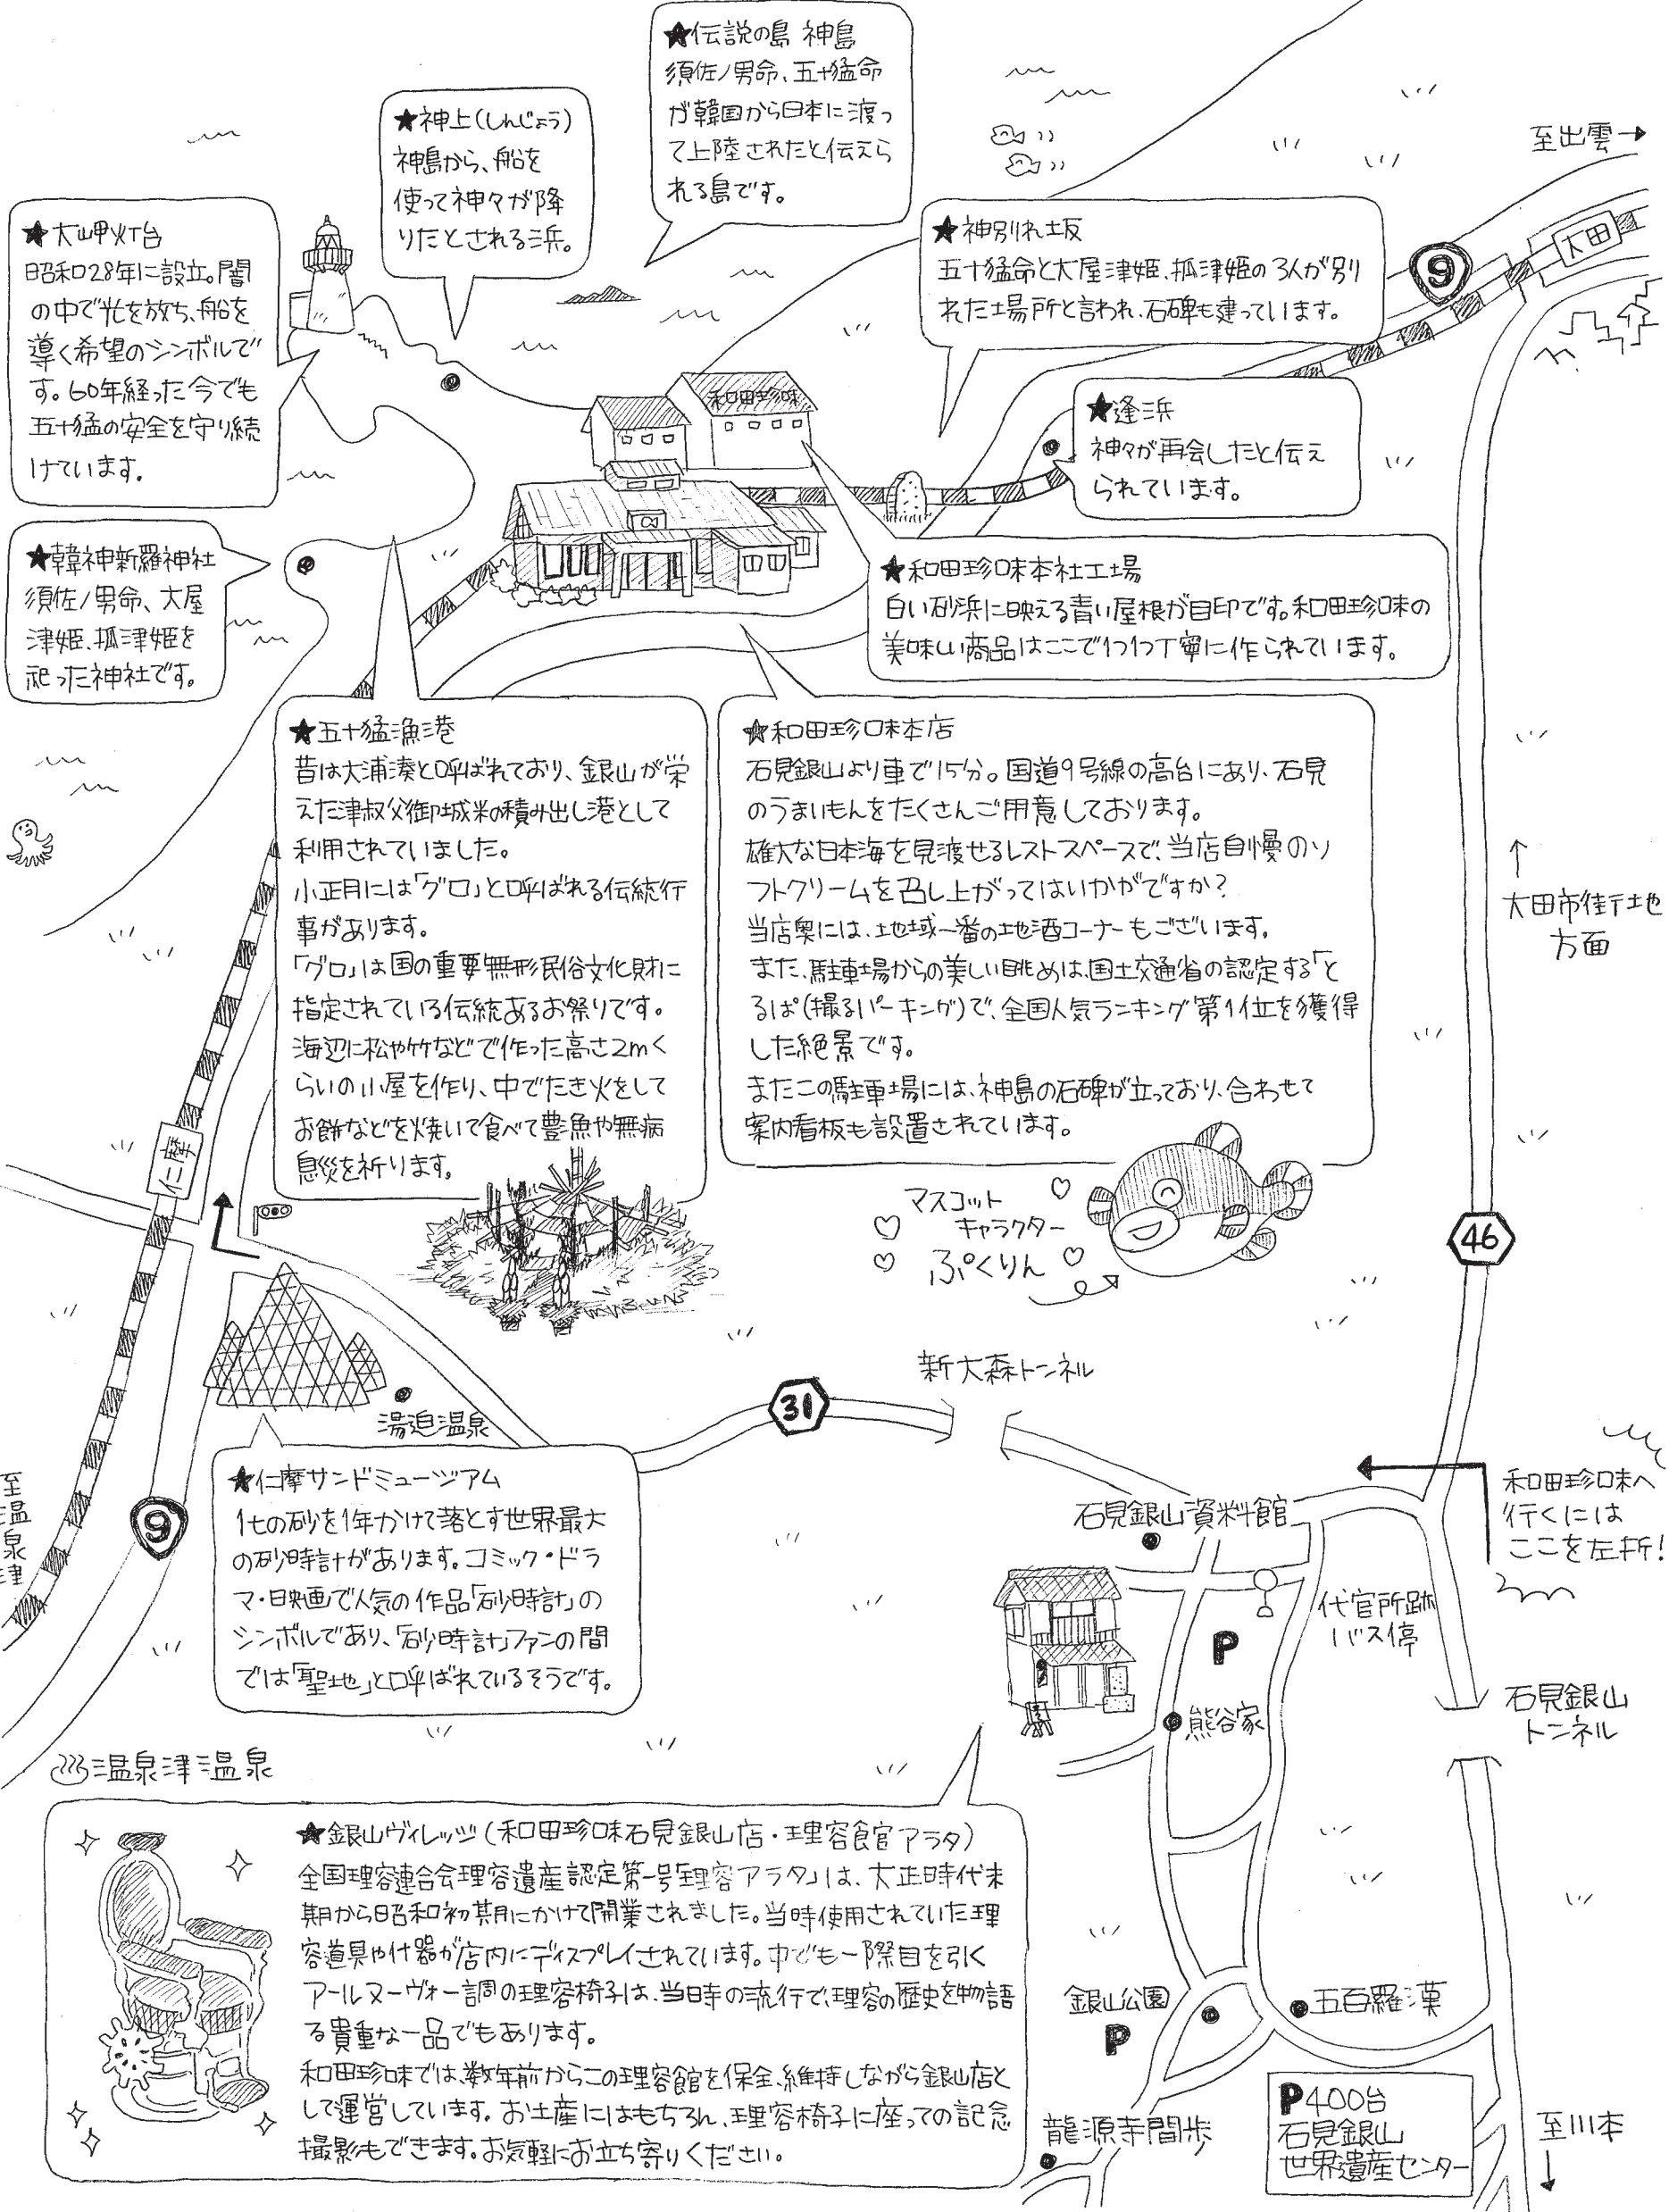 ★伝説の島 神島
須佐ノ男命、五十猛命
が韓国から日本に渡っ
て上陸されたと伝えら
れる島です。
★神上(しんじょう)
神島から、船を
使って神々が降
りたとされる浜。
至出雲→
★大岬灯台
昭和28年に設立。闇
の中で光を放ち、船を
導く希望のシンボルで
す。60年経った今でも
五十猛の安全を守り続
けています。
★神別れ坂
五十猛命と大屋津姫、抓津姫の3人が別
れた場所と言われ、石碑も建っています。
9
大田
和田珍味
★逢浜
神々が再会したと伝え
られています。
★韓神新羅神社
須佐ノ男命、大屋
津姫、抓津姫を
祀った神社です。
★和田珍味本社工場
白い砂浜に映える青い屋根が目印です。和田珍味の
美味しい商品はここで1つ1つ丁寧に作られています。
★五十猛漁港
昔は大浦湊と呼ばれており、銀山が栄
えた津叔父御城米の積み出し港として
利用されていました。
小正月には「グロ」と呼ばれる伝統行
事があります。
「グロ」は国の重要無形民俗文化財に
指定されている伝統あるお祭りです。
海辺に松や竹などで作った高さ2mく
らいの小屋を作り、中でたき火をして
お餅などを焼いて食べて豊魚や無病
息災を祈ります。
★和田珍味本店
石見銀山より車で15分。国道9号線の高台にあり、石見
のうまいもんをたくさんご用意しております。
雄大な日本海を見渡せるレストスペースで、当店自慢のソ
フトクリームを召し上がってはいかがですか?
当店奥には、地域一番の地酒コーナーもございます。
また、駐車場からの美しい眺めは、国土交通省の認定する「と
るぱ(撮るパーキング)で、全国人気ランキング第1位を獲得
した絶景です。
またこの駐車場には、神島の石碑が立っており、合わせて
案内看板も設置されています。
↑
大田市街地
方面
仁摩
マスコット
キャラクター
ぷくりん
46
新大森トンネル
31
湯迫温泉
★仁摩サンドミュージアム
1tの砂を1年かけて落とす世界最大
の砂時計があります。コミック・ドラ
マ・映画で人気の作品「砂時計」の
シンボルであり、「砂時計」ファンの間
では「聖地」と呼ばれているそうです。
至温泉津
9
和田珍味へ
行くには
ここを左折!
石見銀山資料館
代官所跡
バス停
P
熊谷家
石見銀山
トンネル
温泉津温泉
★銀山ヴィレッジ(和田珍味石見銀山店・理容館アラタ)
全国理容連合会理容遺産認定第一号「理容アラタ」は、大正時代末
期から昭和初期にかけて開業されました。当時使用されていた理
容道具や什器が店内にディスプレイされています。中でも一際目を引く
アールヌーヴォー調の理容椅子は、当時の流行で、理容の歴史を物語
る貴重な一品でもあります。
和田珍味では、数年前からこの理容館を保全、維持しながら銀山店と
して運営しています。お土産にはもちろん、理容椅子に座っての記念
撮影もできます。お気軽にお立ち寄りください。
銀山公園
P
五百羅漢
龍源寺間歩
P400台
石見銀山
世界遺産センター
至川本
↓